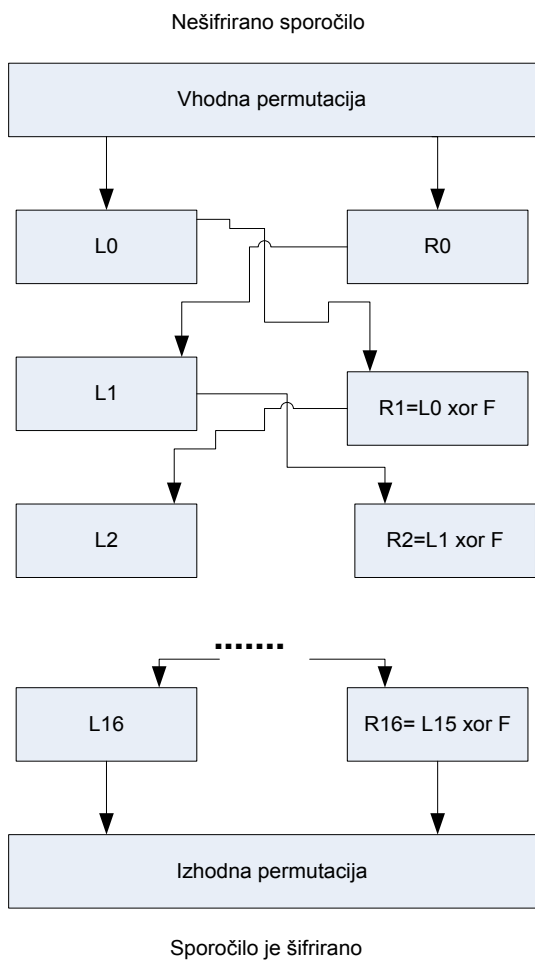 Nešifrirano sporočilo
Vhodna permutacija
L0
R0
L1
R1=L0 xor F
L2
R2=L1 xor F
.......
L16
R16= L15 xor F
Izhodna permutacija
Sporočilo je šifrirano